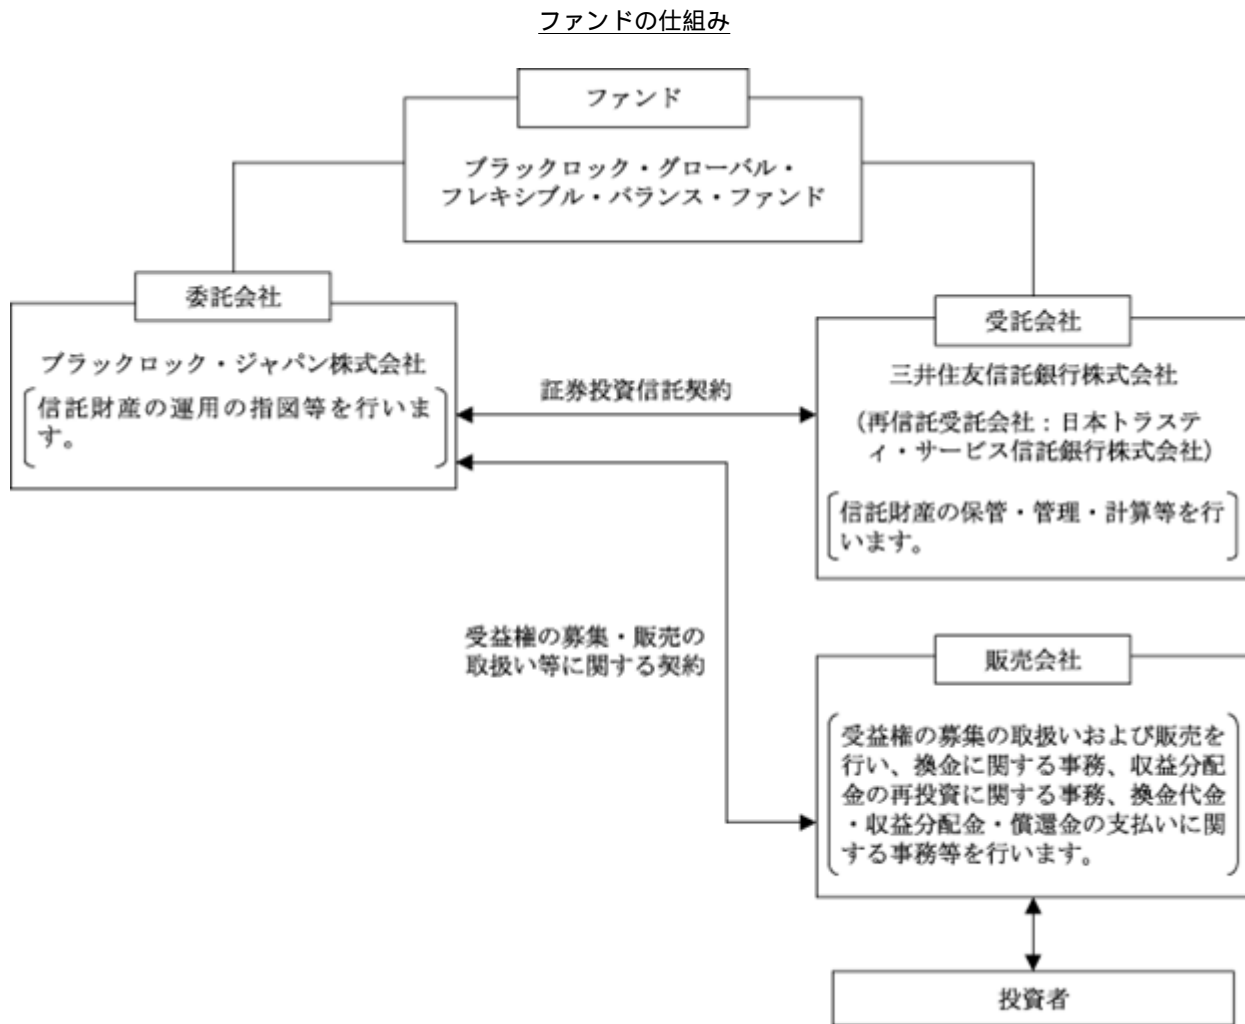 ファンドの仕組み
ファンド
ブラックロック・グローバル・
フレキシブル・バランス・ファンド
委託会社
ブラックロック・ジャパン株式会社
信託財産の運用の指図等を行いま
す。
証券投資信託契約
受託会社
三井住友信託銀行株式会社
（再信託受託会社：日本トラステ
ィ・サービス信託銀行株式会社）
信託財産の保管・管理・計算等を行
います。
受益権の募集・販売の
取扱い等に関する契約
販売会社
受益権の募集の取扱いおよび販売を
行い、換金に関する事務、収益分配
金の再投資に関する事務、換金代金
・収益分配金・償還金の支払いに関
する事務等を行います。
投資者